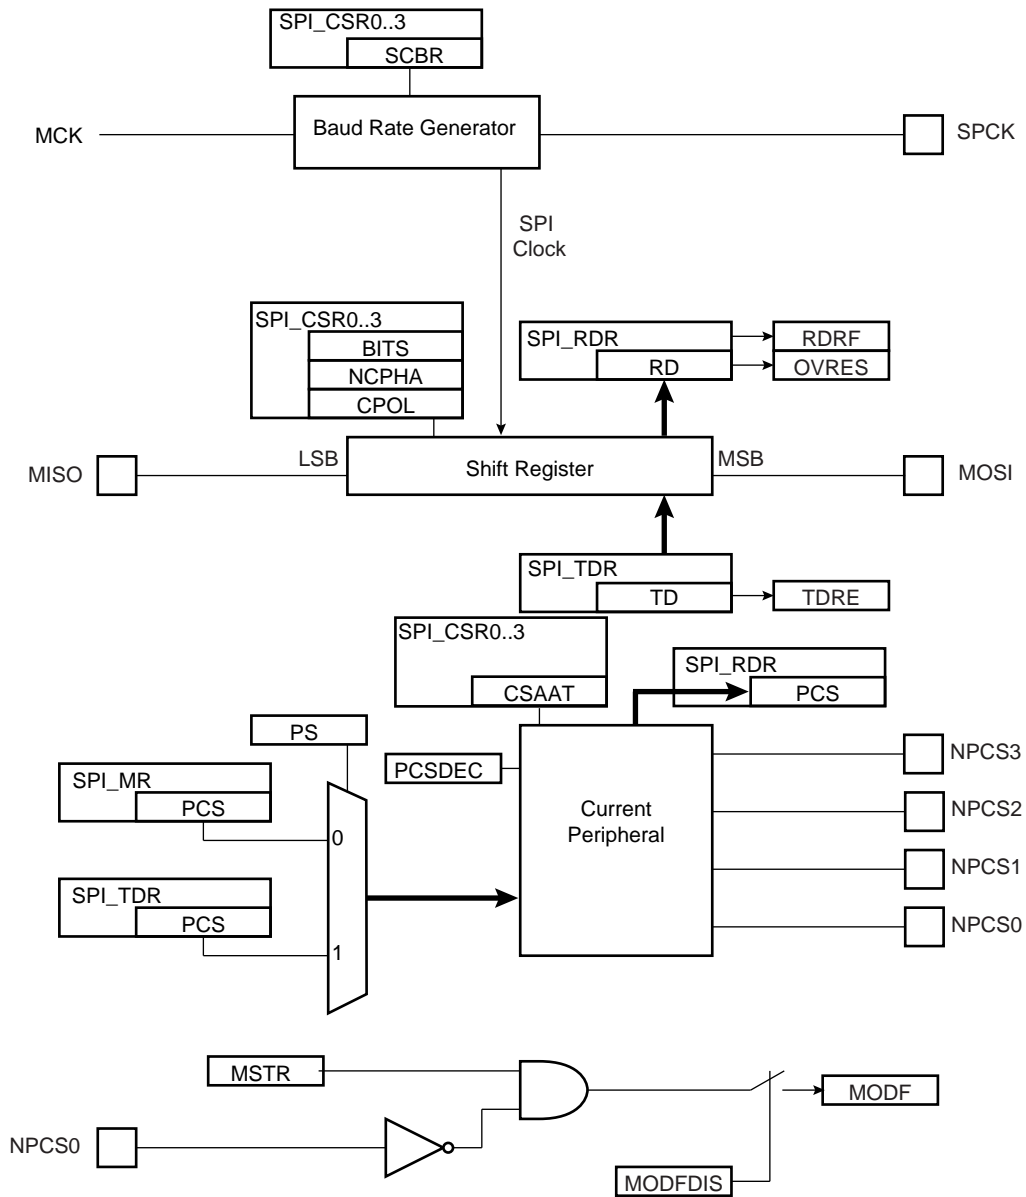 SPI_CSR0..3
SCBR
MCK
Baud Rate Generator
SPCK
SPI
Clock
SPI_CSR0..3
BITS
NCPHA
CPOL
SPI_RDR
RD
RDRF
OVRES
MISO
LSB
Shift Register
MSB
MOSI
SPI_TDR
TD
TDRE
SPI_CSR0..3
CSAAT
SPI_RDR
PCS
PS
PCSDEC
NPCS3
SPI_MR
PCS
0
Current
Peripheral
NPCS2
NPCS1
SPI_TDR
PCS
1
NPCS0
MSTR
MODF
NPCS0
MODFDIS